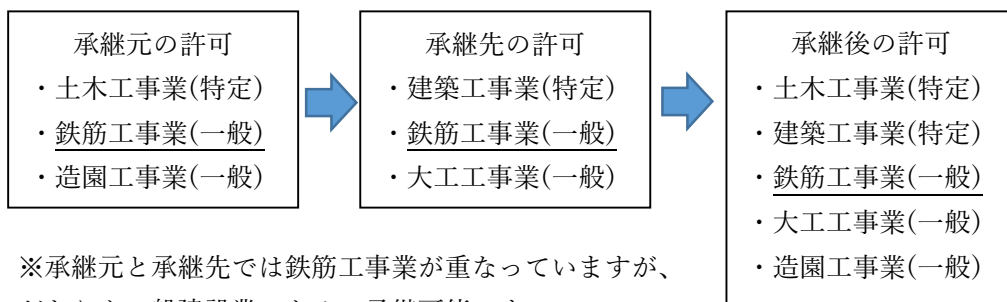 承継元の許可
・土木工事業(特定)
・鉄筋工事業(一般)
・造園工事業(一般)
承継先の許可
・建築工事業(特定)
・鉄筋工事業(一般)
・大工工事業(一般)
承継後の許可
・土木工事業(特定)
・建築工事業(特定)
・鉄筋工事業(一般)
・大工工事業(一般)
・造園工事業(一般)
※承継元と承継先では鉄筋工事業が重なっていますが、